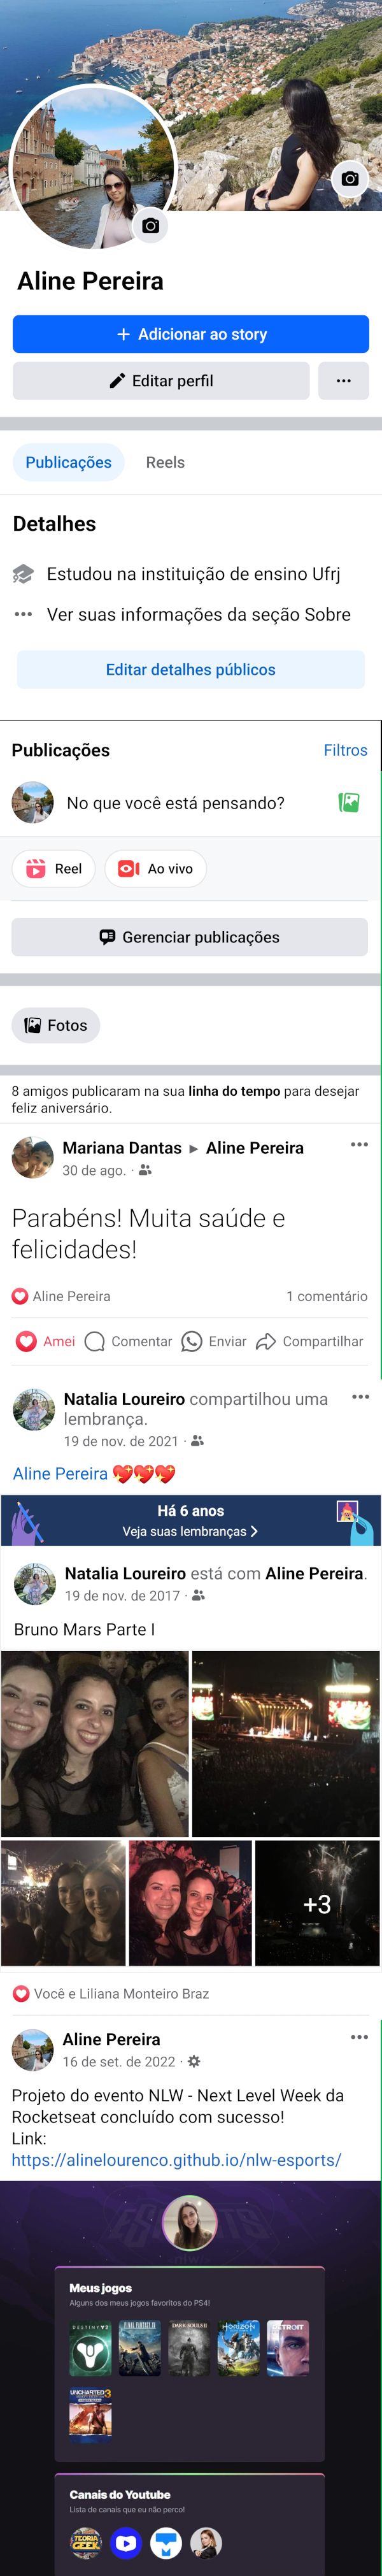 Aline Pereira
+ Adicionar ao story
Editar perfil
...
Publicações
Reels
Detalhes
Estudou na instituição de ensino Ufrj
... Ver suas informações da seção Sobre
Editar detalhes públicos
Publicações
Filtros
No que você está pensando?
Reel
Ao vivo
Gerenciar publicações
Fotos
8 amigos publicaram na sua linha do tempo para desejar
feliz aniversário.
Mariana Dantas ▸ Aline Pereira
30 de ago. ·
Parabéns! Muita saúde e
felicidades!
Aline Pereira
1 comentário
Amei
Comentar
Enviar
Compartilhar
Natalia Loureiro compartilhou uma
lembrança.
19 de nov. de 2021 ·
Aline Pereira 💖💖💖
Há 6 anos
Veja suas lembranças >
Natalia Loureiro está com Aline Pereira.
19 de nov. de 2017 ·
Bruno Mars Parte I
+3
Você e Liliana Monteiro Braz
Aline Pereira
16 de set. de 2022 ·
Projeto do evento NLW - Next Level Week da
Rocketseat concluído com sucesso!
Link:
https://alinelourenco.github.io/nlw-esports/
Meus jogos
Alguns dos meus jogos favoritos do PS4!
DESTINY 2
FINAL FANTASY XV
DARK SOULS II
HORIZON
DETROIT
UNCHARTED 3
Canais do Youtube
Lista de canais que eu não perco!
TEORIA
GEEK